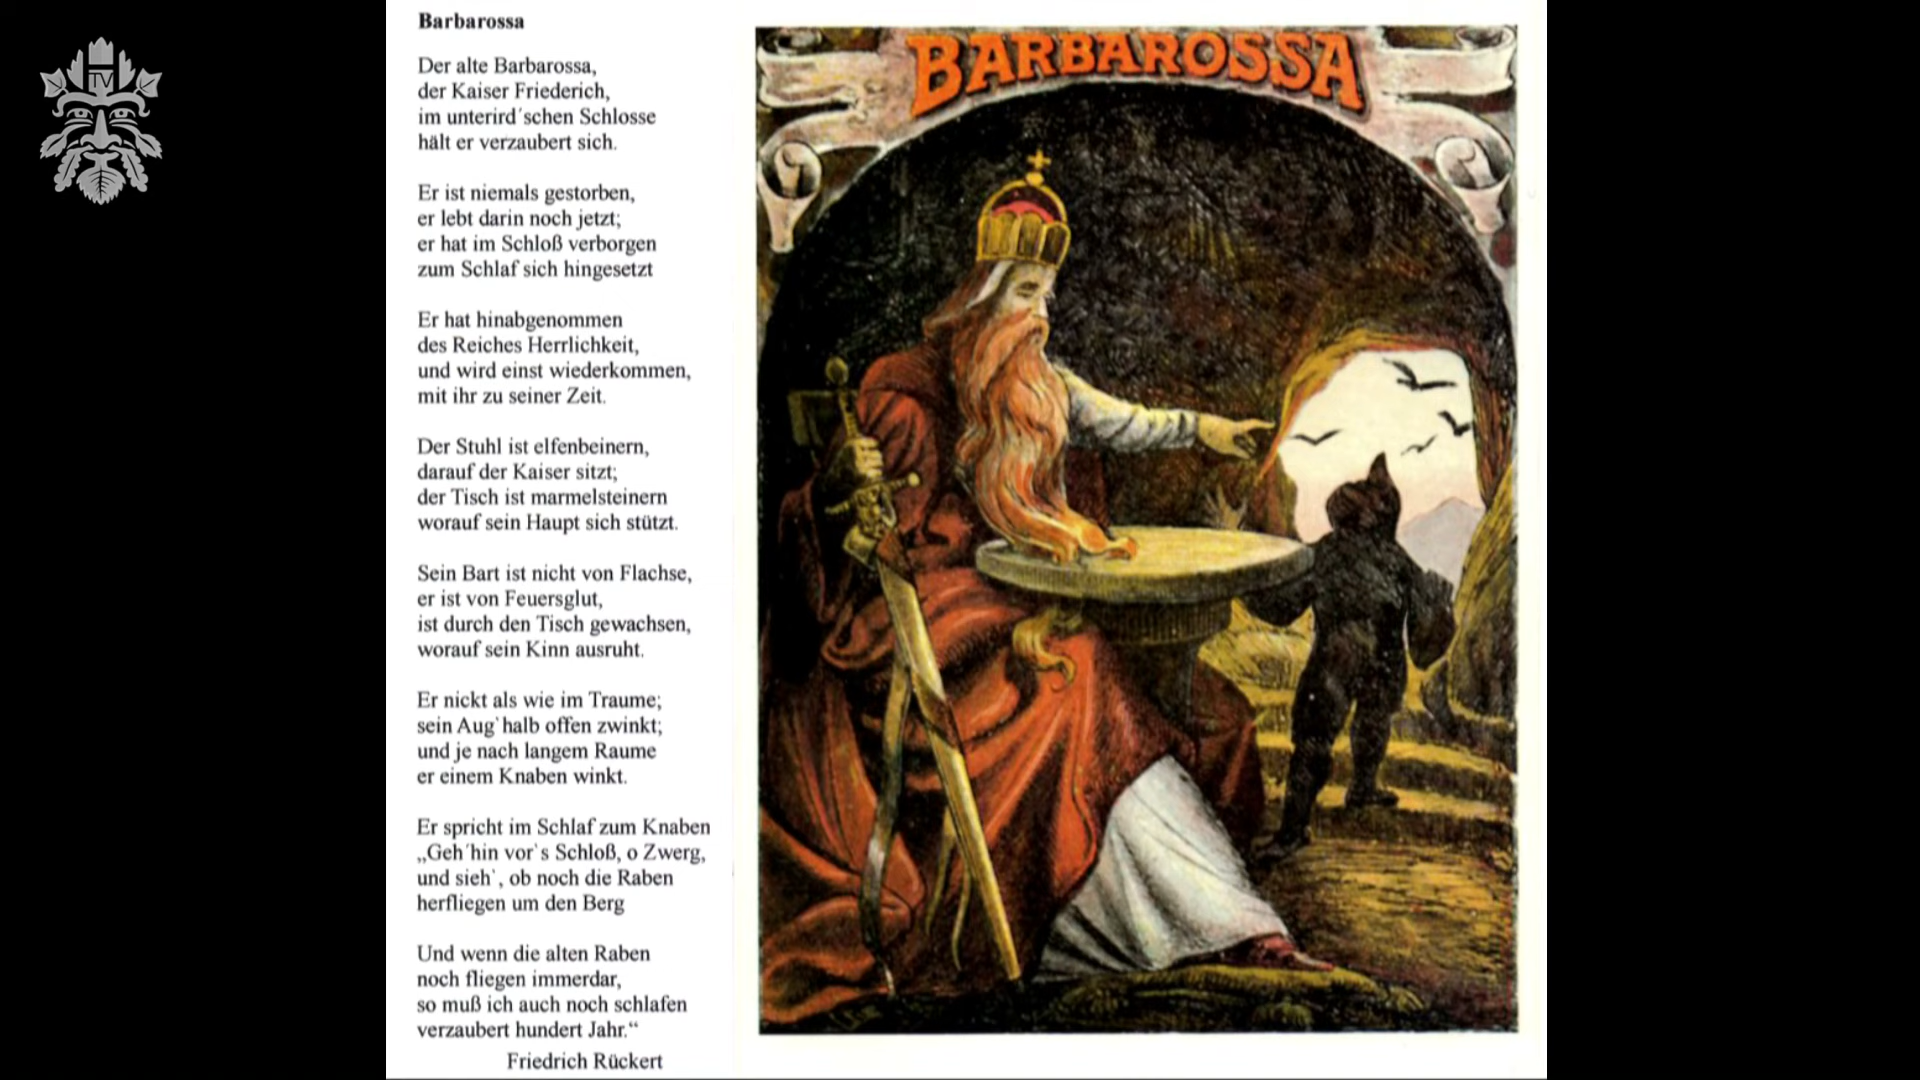 HTV
Barbarossa
Der alte Barbarossa,
der Kaiser Friederich,
im unterird´schen Schlosse
hält er verzaubert sich.
Er ist niemals gestorben,
er lebt darin noch jetzt;
er hat im Schloß verborgen
zum Schlaf sich hingesetzt
Er hat hinabgenommen
des Reiches Herrlichkeit,
und wird einst wiederkommen,
mit ihr zu seiner Zeit.
Der Stuhl ist elfenbeinern,
darauf der Kaiser sitzt;
der Tisch ist marmelsteinern
worauf sein Haupt sich stützt.
Sein Bart ist nicht von Flachse,
er ist von Feuersglut,
ist durch den Tisch gewachsen,
worauf sein Kinn ausruht.
Er nickt als wie im Traume;
sein Aug`halb offen zwinkt;
und je nach langem Raume
er einem Knaben winkt.
Er spricht im Schlaf zum Knaben
„Geh´hin vor`s Schloß, o Zwerg,
und sieh`, ob noch die Raben
herfliegen um den Berg
Und wenn die alten Raben
noch fliegen immerdar,
so muß ich auch noch schlafen
verzaubert hundert Jahr.“
Friedrich Rückert
BARBAROSSA